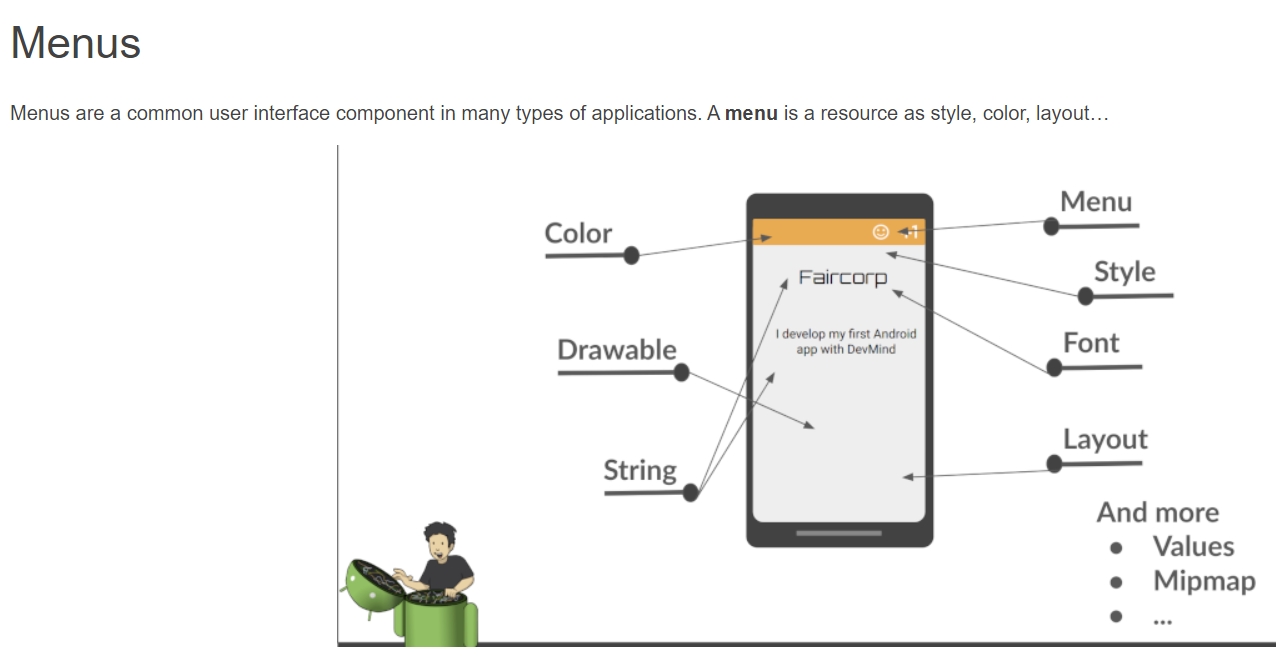 Menus
Menus are a common user interface component in many types of applications. A menu is a resource as style, color, layout…
Color
Drawable
String
Faircorp
I develop my first Android
app with DevMind
Menu
Style
Font
Layout
And more
● Values
● Mipmap
● ...